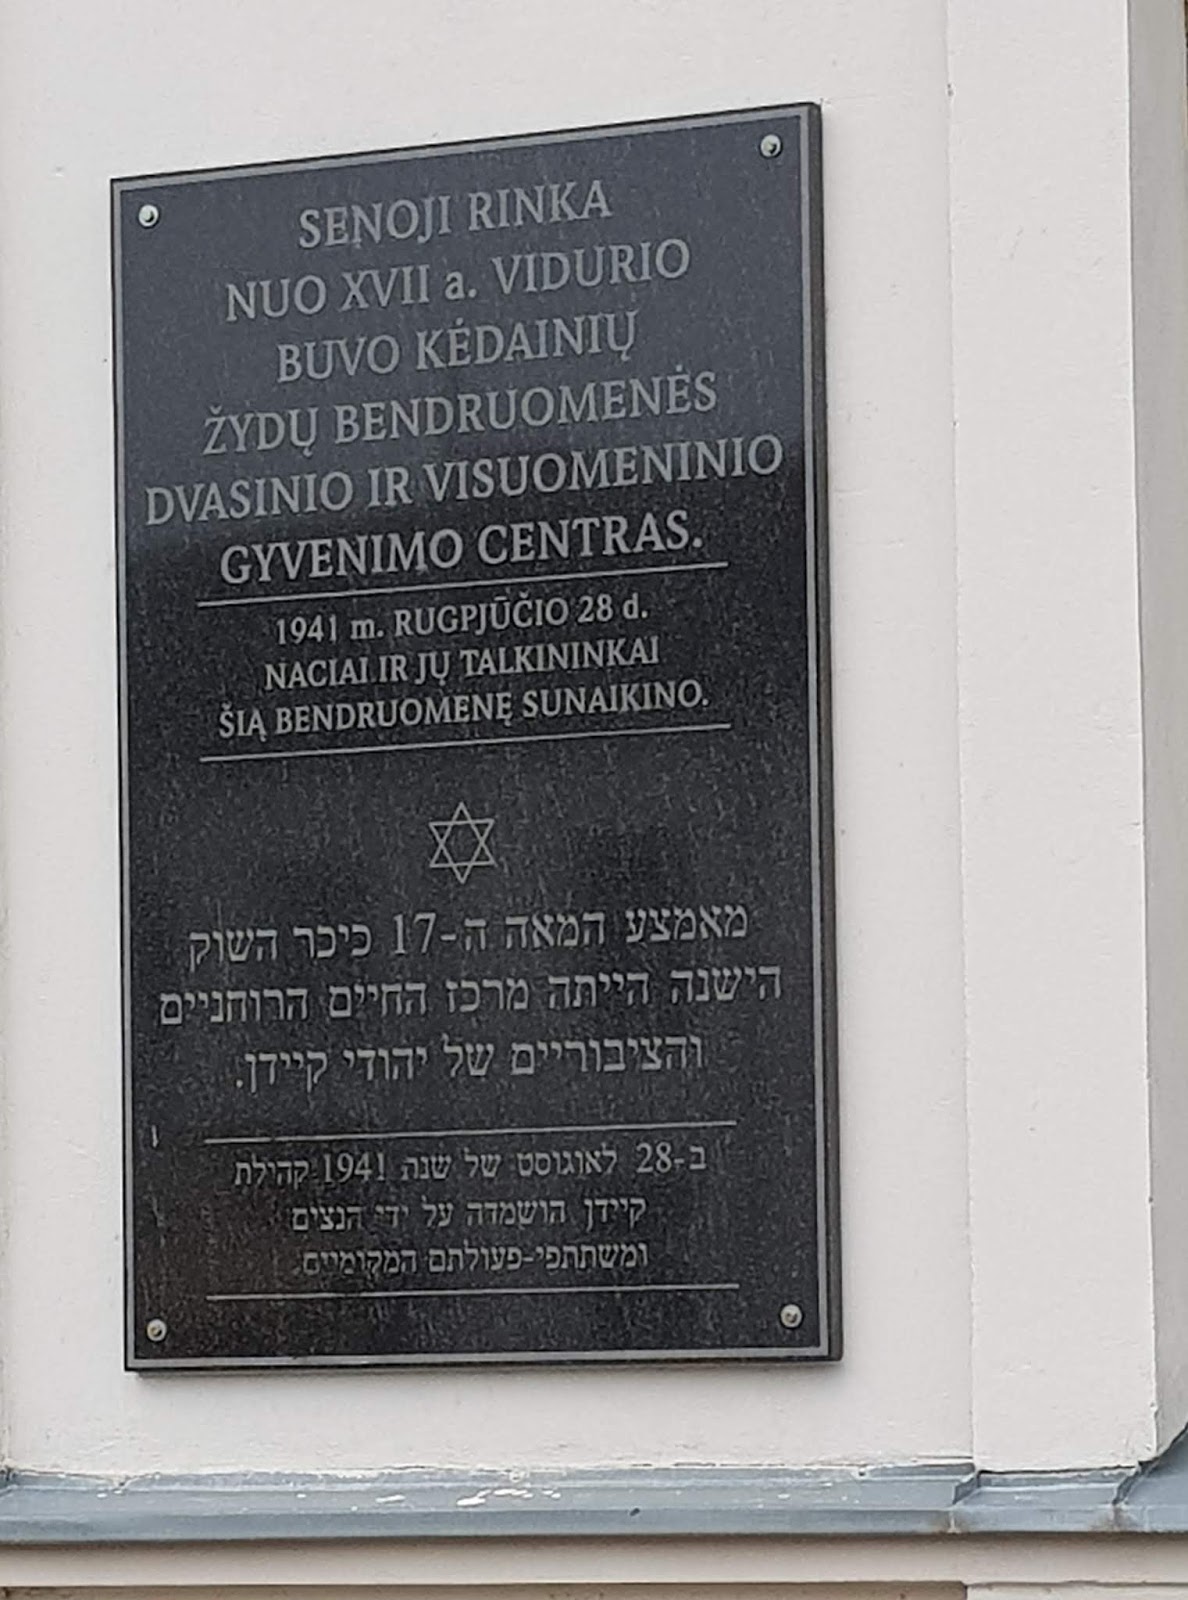 SENOJI RINKA
NUO XVII a. VIDURIO
BUVO KĖDAINIŲ
ŽYDŲ BENDRUOMENĖS
DVASINIO IR VISUOMENINIO
GYVENIMO CENTRAS.
1941 m. RUGPJŪČIO 28 d.
NACIAI IR JŲ TALKININKAI
ŠIĄ BENDRUOMENĘ SUNAIKINO.
מאמצע המאה ה-17 כיכר השוק
הישנה הייתה מרכז החיים הרוחניים
והציבוריים של יהודי קיידן.
ב-28 לאוגוסט של שנה 1941 קהילת
קיידן הושמדה על ידי הנצים
ומשתתפי-פעולתם המקומיים.